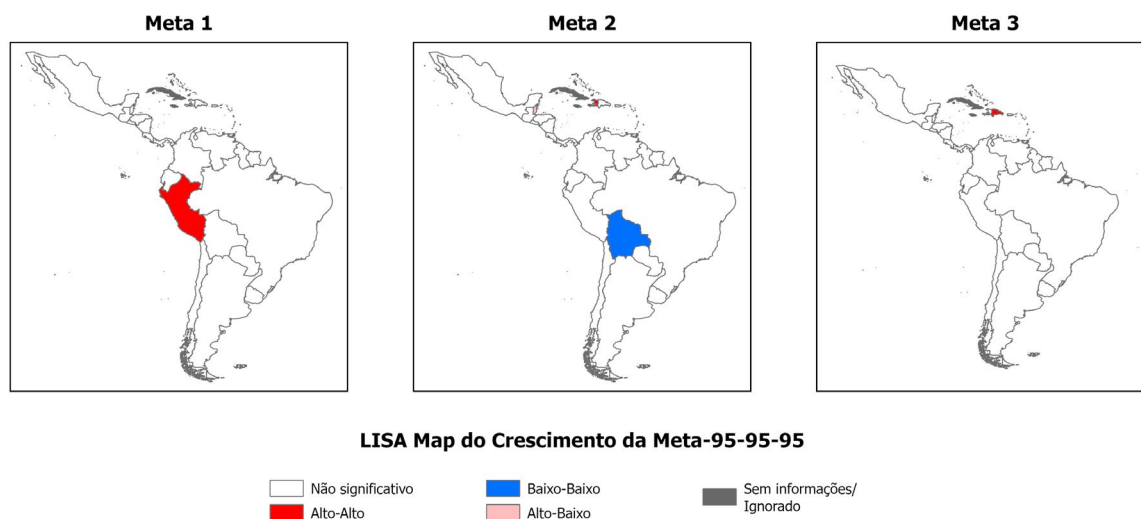 Meta 1
Meta 2
Meta 3
LISA Map do Crescimento da Meta-95-95-95
Não significativo
Baixo-Baixo
Sem informações/
Ignorado
Alto-Alto
Alto-Baixo